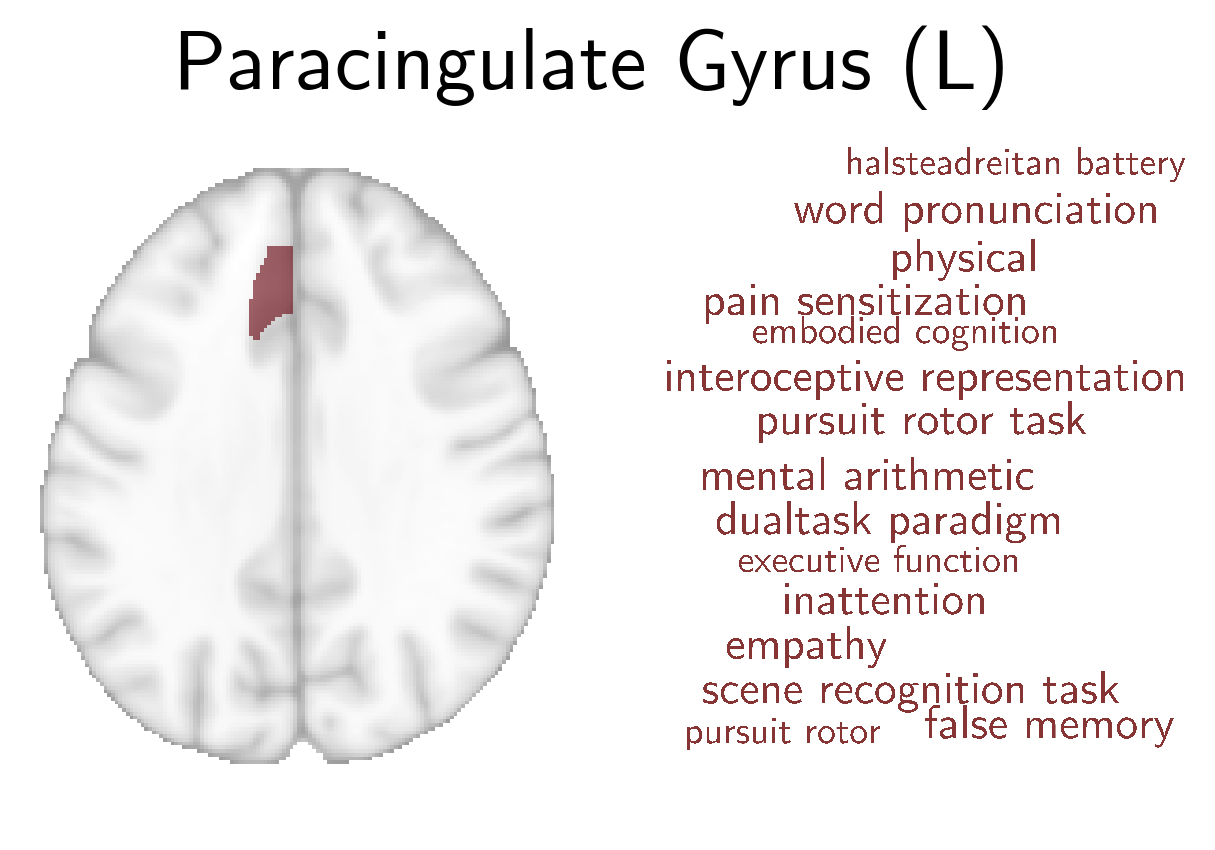 Paracingulate Gyrus (L)
halsteadreitan battery
word pronunciation
physical
pain sensitization
embodied cognition
interoceptive representation
pursuit rotor task
mental arithmetic
dualtask paradigm
executive function
inattention
empathy
scene recognition task
pursuit rotor false memory